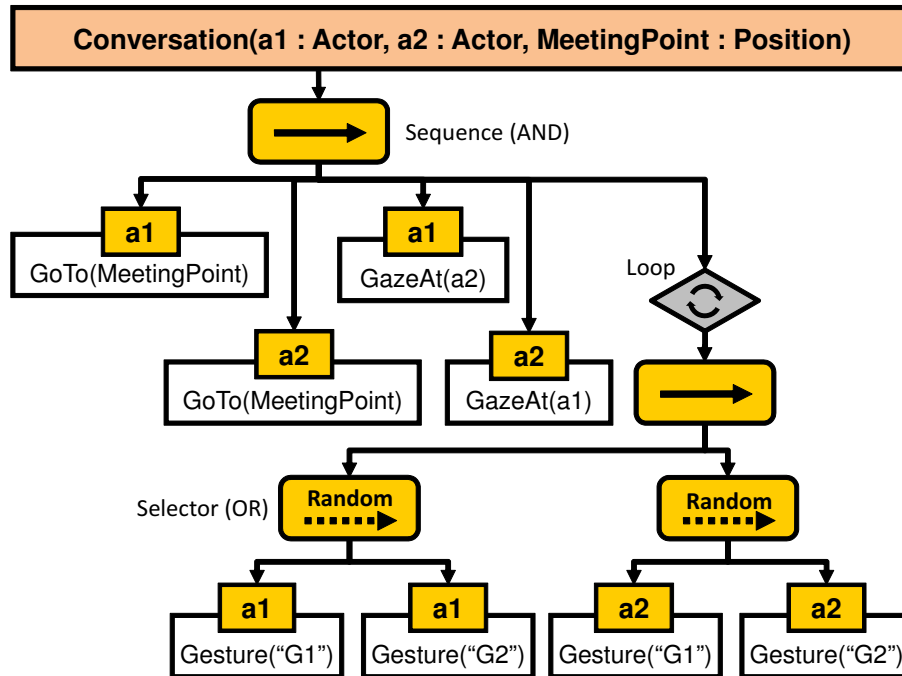 Conversation(a1 : Actor, a2 : Actor, MeetingPoint : Position)
Sequence (AND)
a1
GoTo(MeetingPoint)
a1
GazeAt(a2)
Loop
a2
GoTo(MeetingPoint)
a2
GazeAt(a1)
Selector (OR)
Random
Random
a1
Gesture(“G1”)
a1
Gesture(“G2”)
a2
Gesture(“G1”)
a2
Gesture(“G2”)